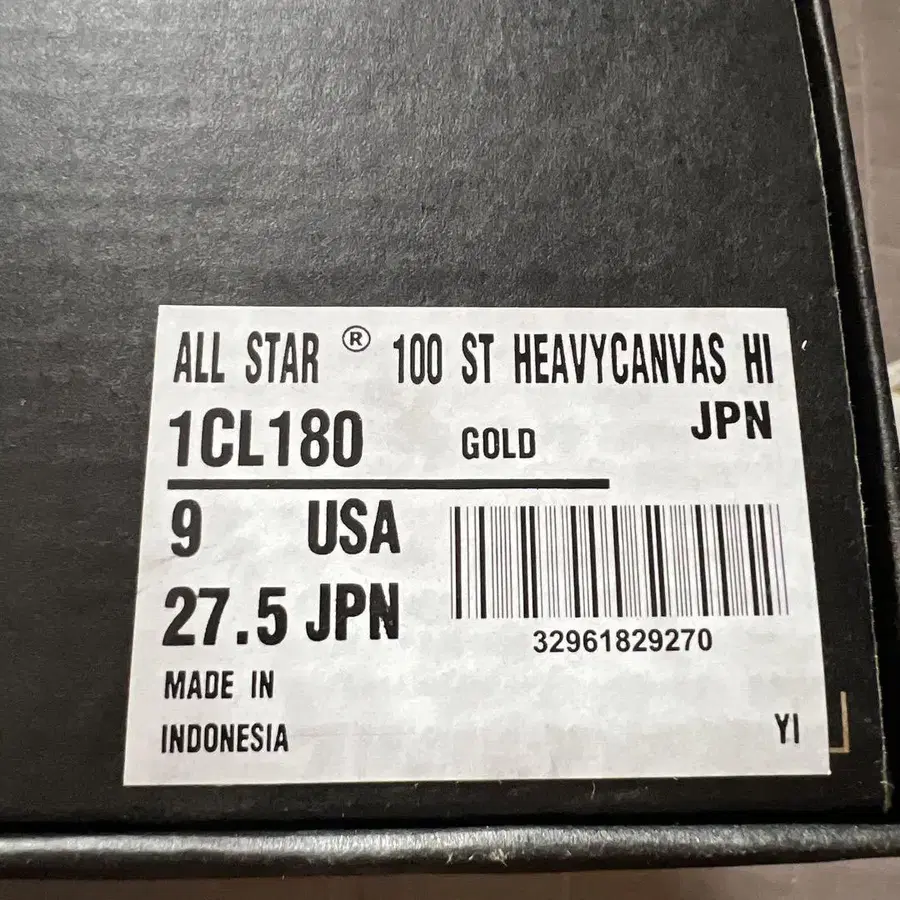 ALL STAR ® 100 ST HEAVYCANVAS HI
1CL180 GOLD JPN
9 USA
27.5 JPN
32961829270
MADE IN
INDONESIA
YI